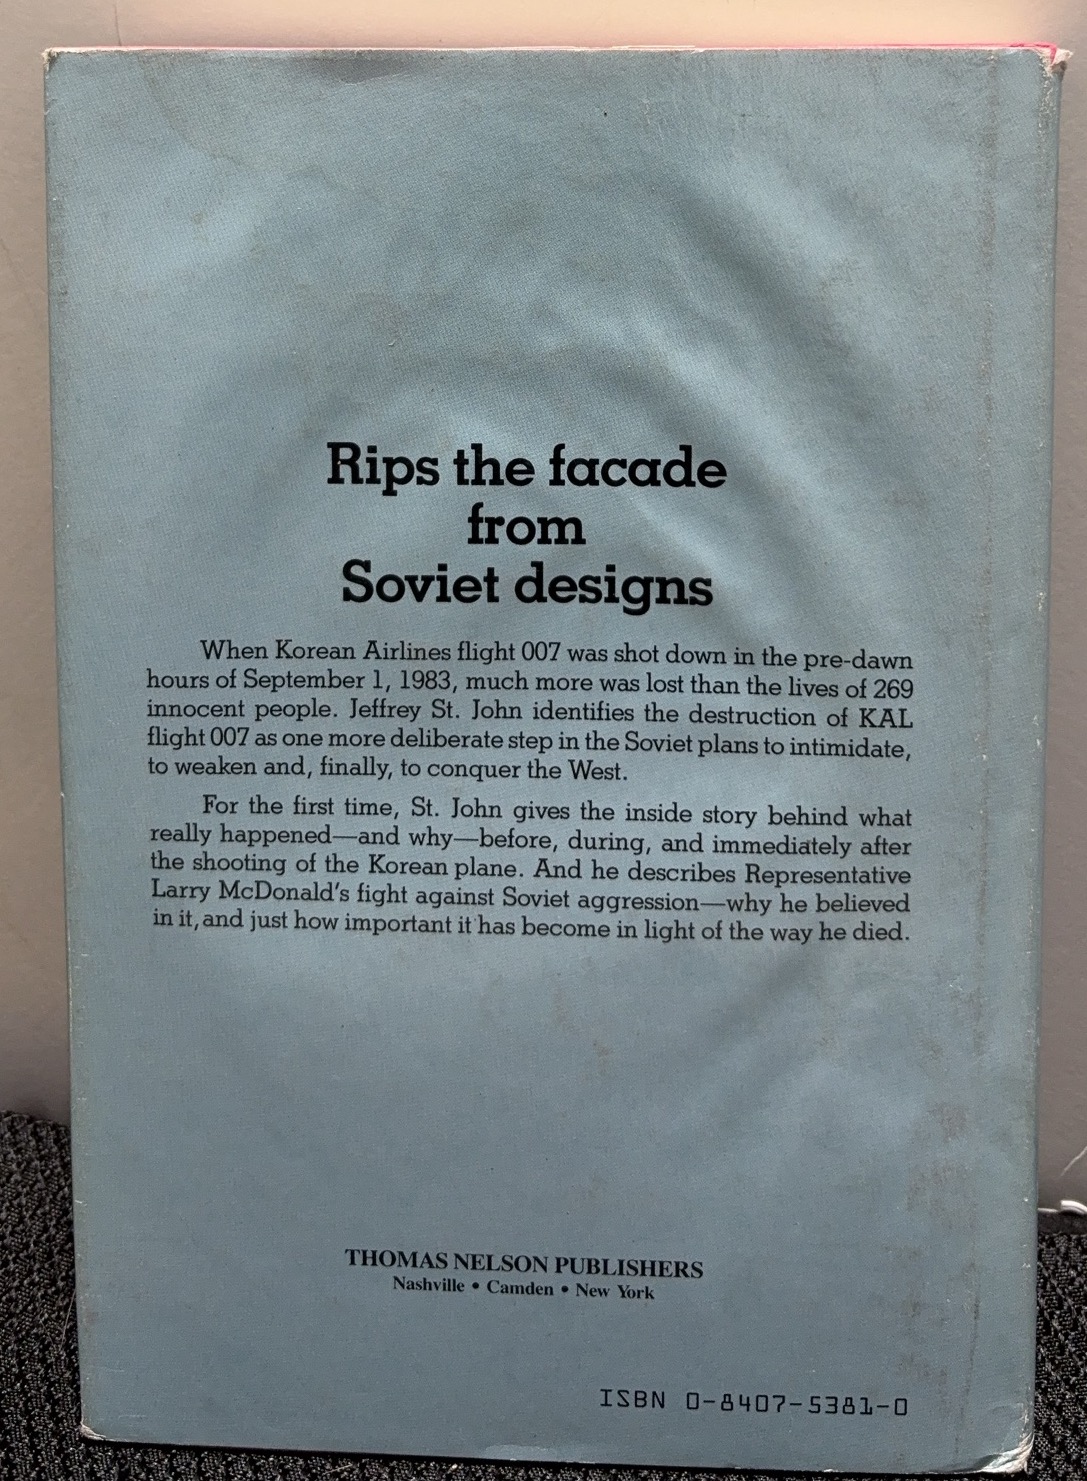 Rips the facade
from
Soviet designs
When Korean Airlines flight 007 was shot down in the pre-dawn
hours of September 1, 1983, much more was lost than the lives of 269
innocent people. Jeffrey St. John identifies the destruction of KAL
flight 007 as one more deliberate step in the Soviet plans to intimidate,
to weaken and, finally, to conquer the West.
For the first time, St. John gives the inside story behind what
really happened—and why—before, during, and immediately after
the shooting of the Korean plane. And he describes Representative
Larry McDonald's fight against Soviet aggression—why he believed
in it, and just how important it has become in light of the way he died.
THOMAS NELSON PUBLISHERS
Nashville • Camden • New York
ISBN 0-8407-5381-0